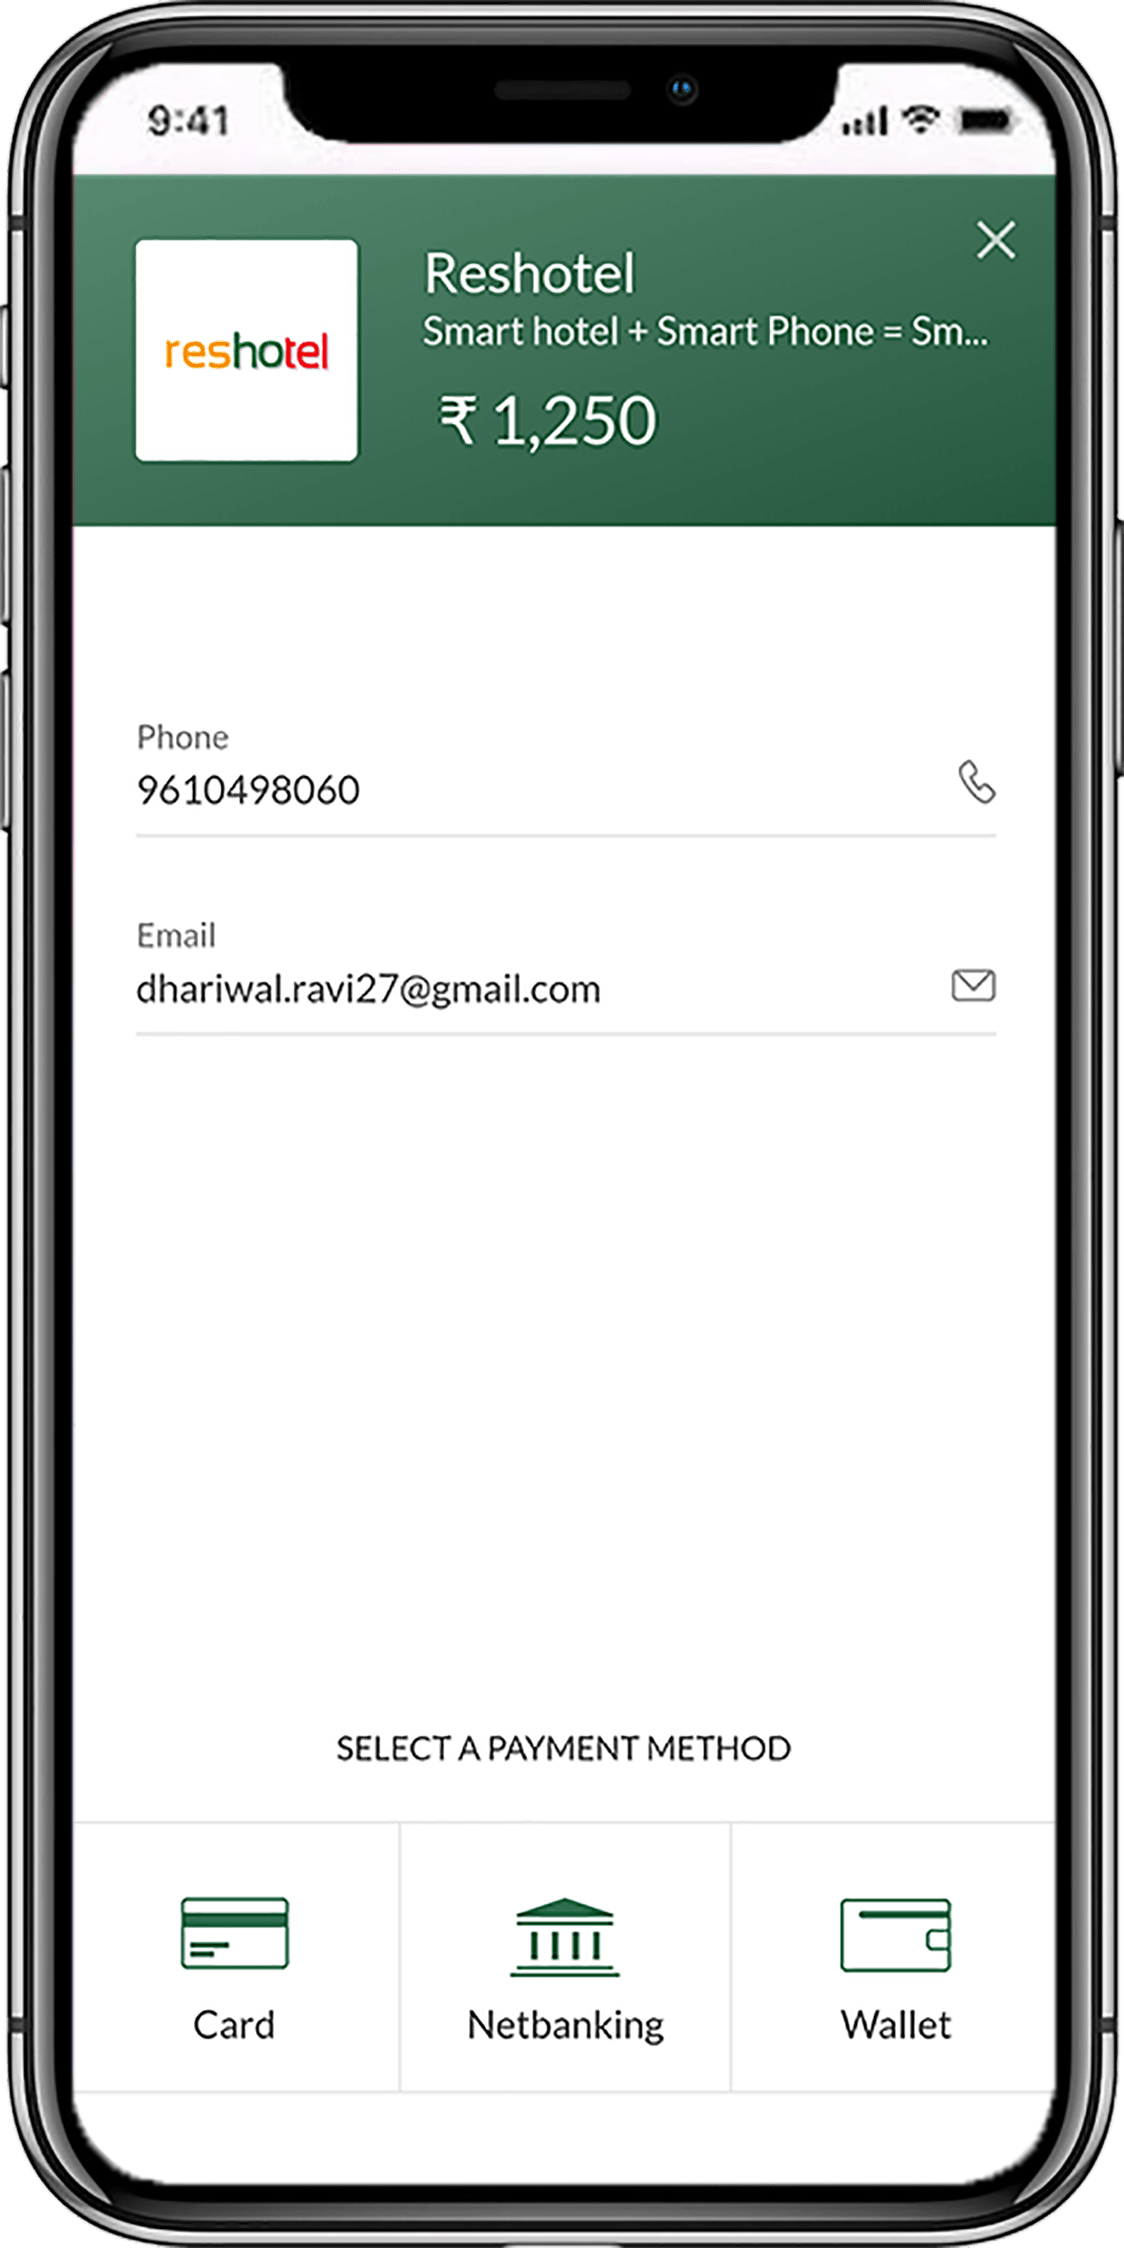 9:41
reshotel
Reshotel
Smart hotel + Smart Phone = Sm...
₹ 1,250
Phone
9610498060
Email
dhariwal.ravi27@gmail.com
SELECT A PAYMENT METHOD
Card
Netbanking
Wallet